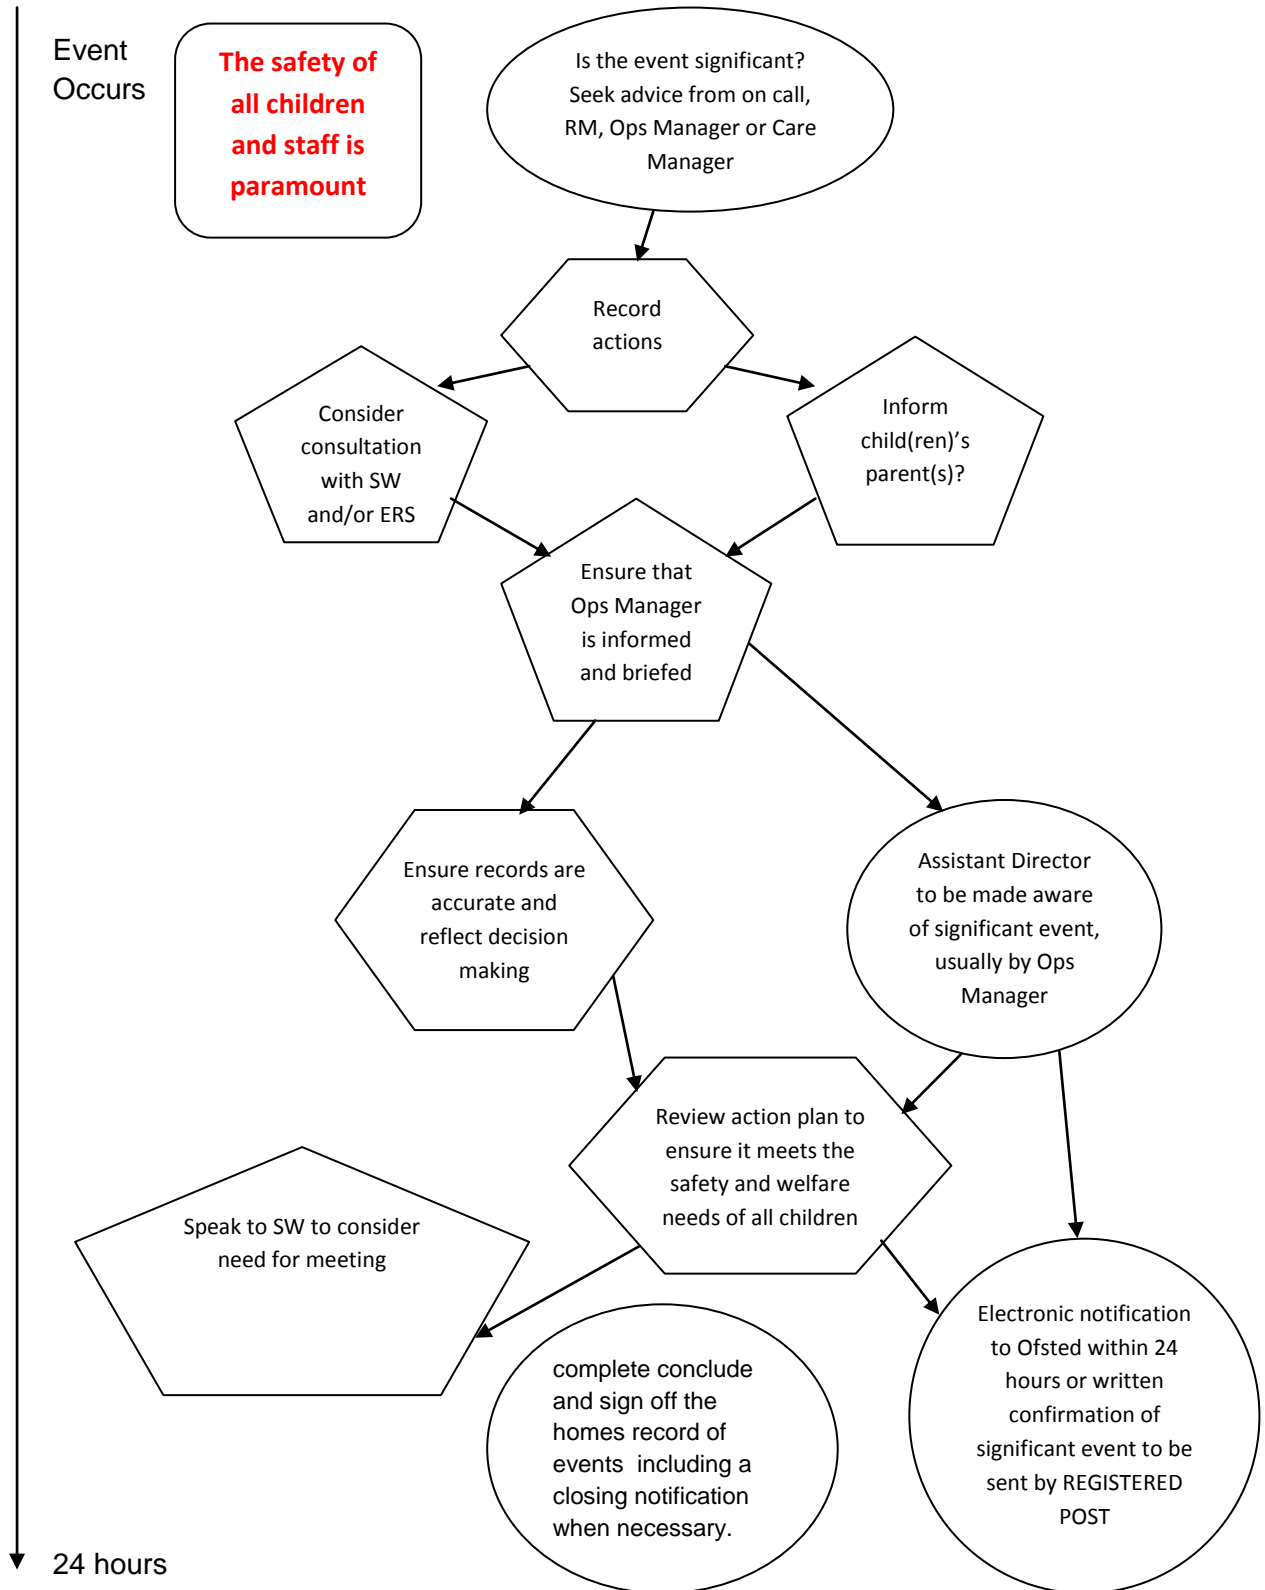 Event
Occurs
The safety of
all children
and staff is
paramount
Is the event significant?
Seek advice from on call,
RM, Ops Manager or Care
Manager
Record
actions
Consider
consultation
with SW
and/or ERS
Inform
child(ren)’s
parent(s)?
Ensure that
Ops Manager
is informed
and briefed
Ensure records are
accurate and
reflect decision
making
Assistant Director
to be made aware
of significant event,
usually by Ops
Manager
Review action plan to
ensure it meets the
safety and welfare
needs of all children
Speak to SW to consider
need for meeting
Electronic notification
to Ofsted within 24
hours or written
confirmation of
significant event to be
sent by REGISTERED
POST
complete conclude
and sign off the
homes record of
events  including a
closing notification
when necessary.
24 hours